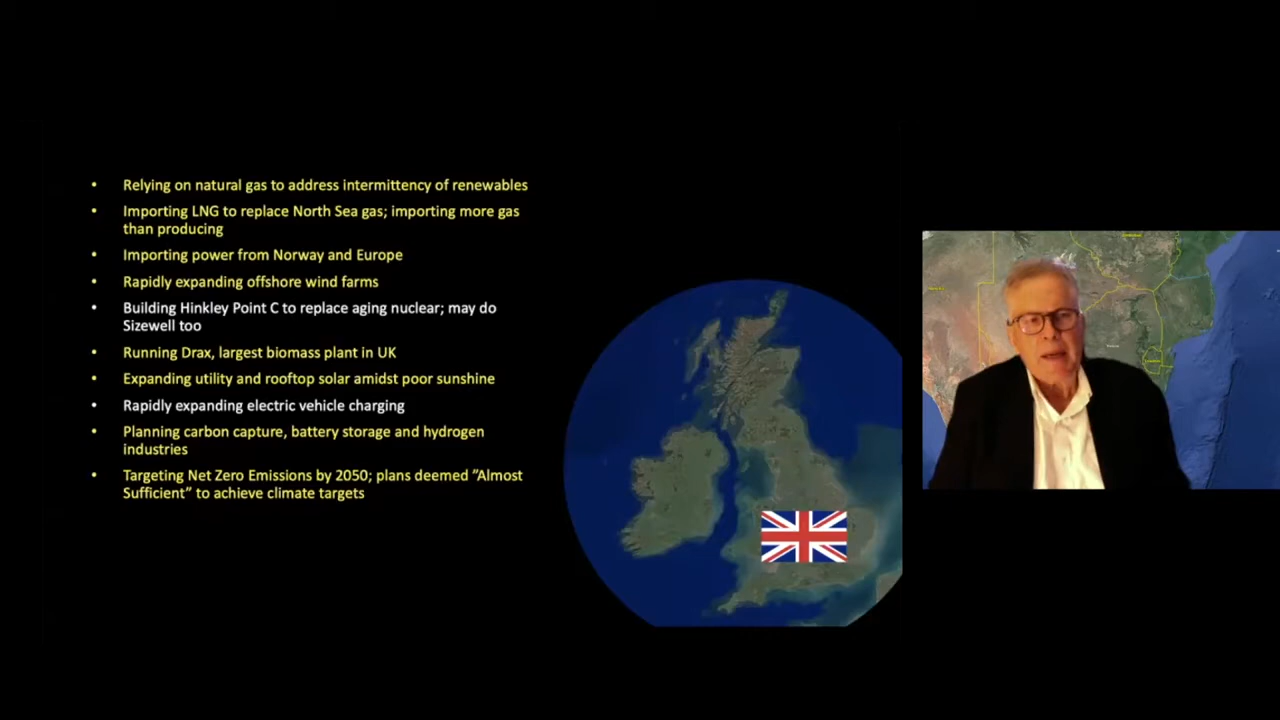 • Relying on natural gas to address intermittency of renewables
• Importing LNG to replace North Sea gas; importing more gas
than producing
• Importing power from Norway and Europe
• Rapidly expanding offshore wind farms
• Building Hinkley Point C to replace aging nuclear; may do
Sizewell too
• Running Drax, largest biomass plant in UK
• Expanding utility and rooftop solar amidst poor sunshine
• Rapidly expanding electric vehicle charging
• Planning carbon capture, battery storage and hydrogen
industries
• Targeting Net Zero Emissions by 2050; plans deemed “Almost
Sufficient” to achieve climate targets